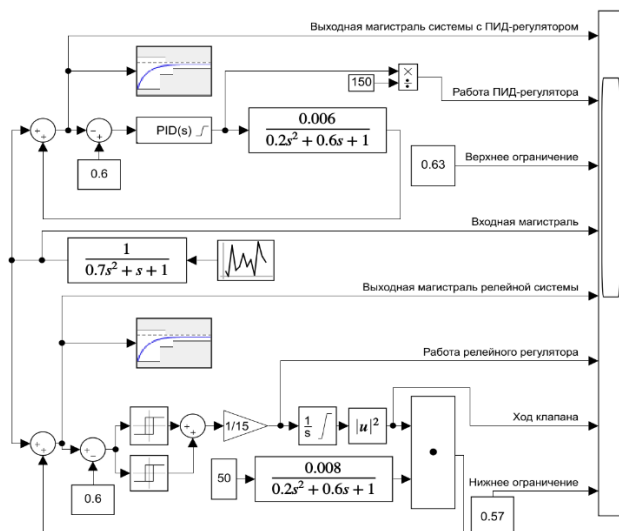 Выходная магистраль системы с ПИД-регулятором
150
×
÷
Работа ПИД-регулятора
+
+
−
+
PID(s)
0.006
0.2s² + 0.6s + 1
0.6
0.63
Верхнее ограничение
Входная магистраль
1
0.7s² + s + 1
Выходная магистраль релейной системы
Работа релейного регулятора
+
+
+
−
+
+
1/15
1
s
|u|²
Ход клапана
0.6
50
0.008
0.2s² + 0.6s + 1
Нижнее ограничение
0.57